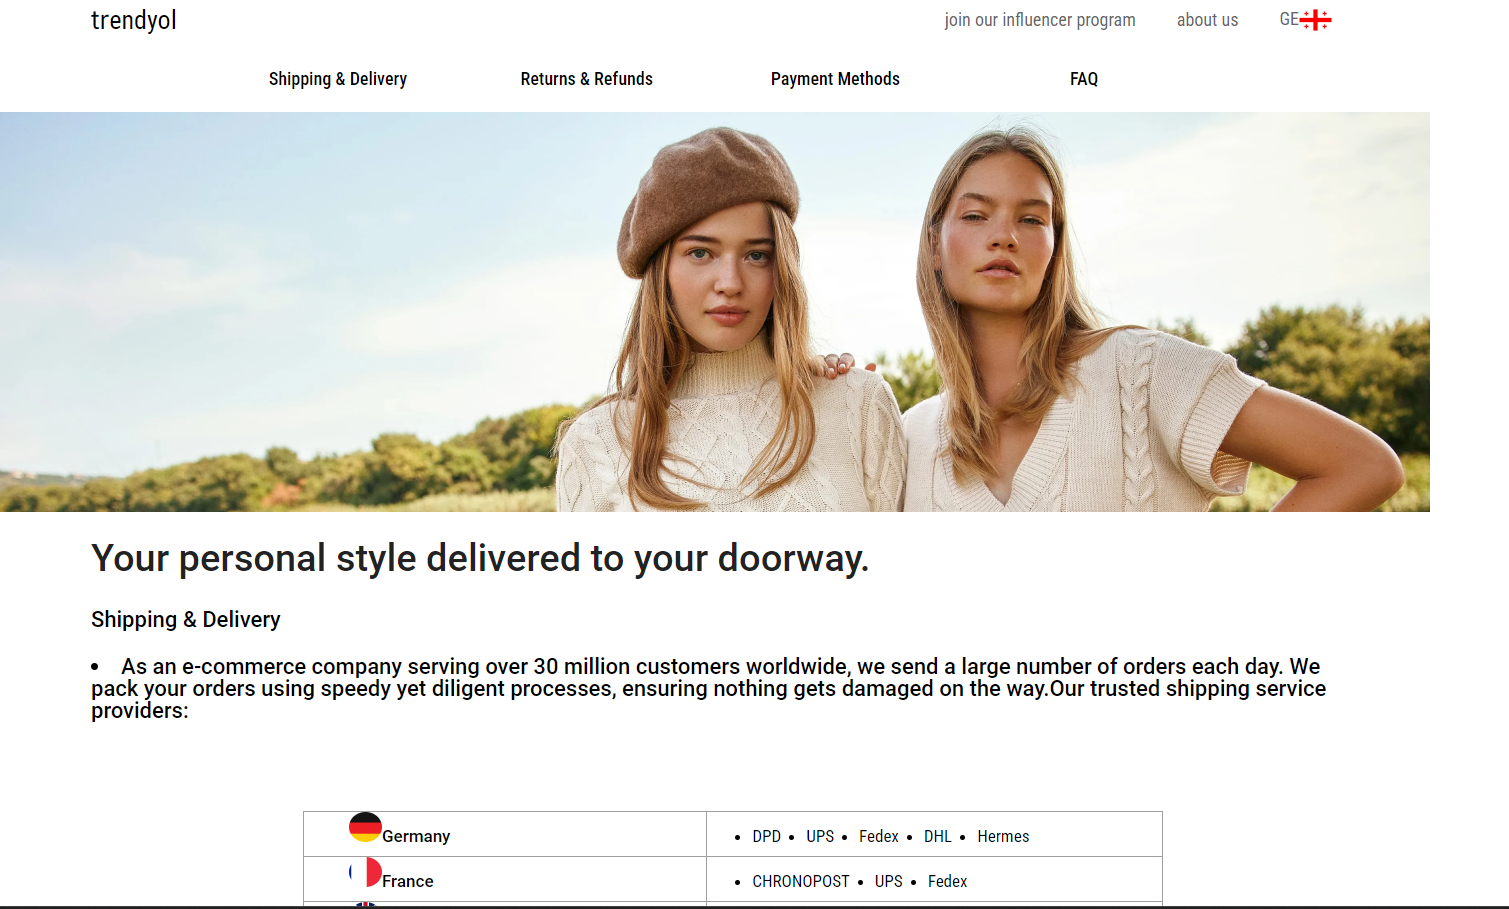 trendyol
join our influencer program about us GE
Shipping & Delivery Returns & Refunds Payment Methods FAQ
Your personal style delivered to your doorway.
Shipping & Delivery
• As an e-commerce company serving over 30 million customers worldwide, we send a large number of orders each day. We
pack your orders using speedy yet diligent processes, ensuring nothing gets damaged on the way.Our trusted shipping service
providers:
Germany • DPD • UPS • Fedex • DHL • Hermes
France • CHRONOPOST • UPS • Fedex